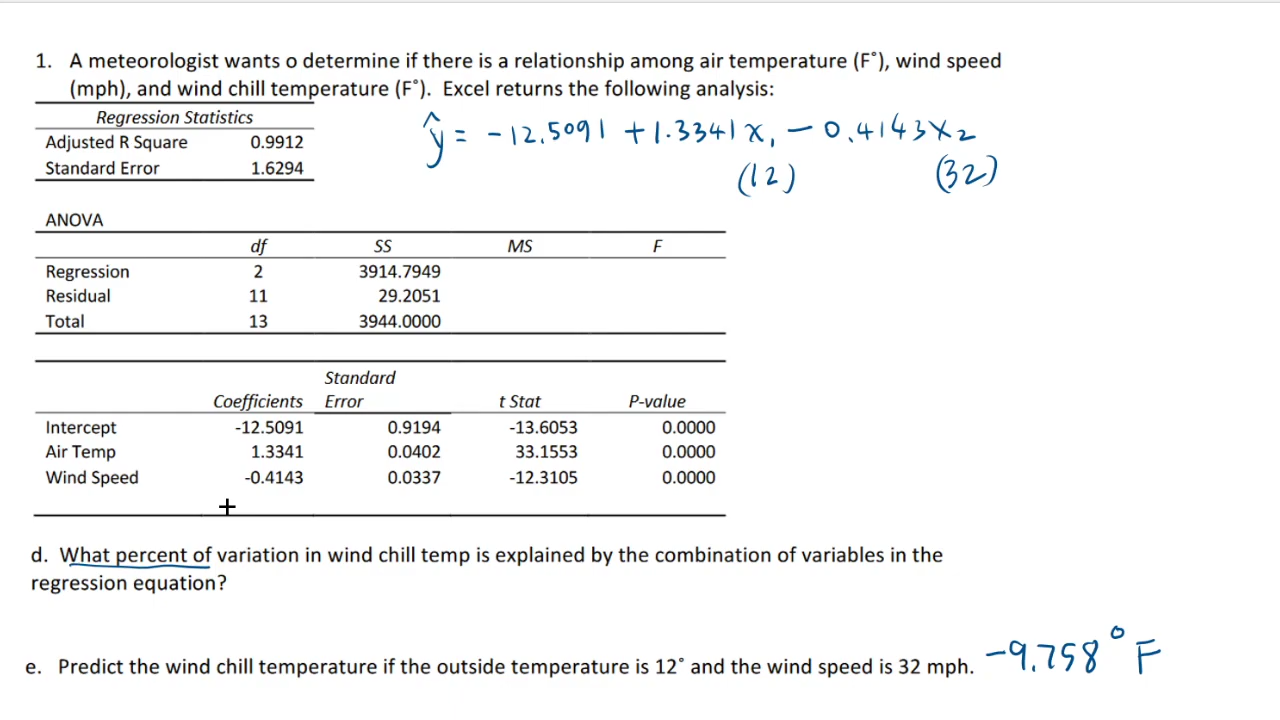 1. A meteorologist wants o determine if there is a relationship among air temperature (F°), wind speed
(mph), and wind chill temperature (F°). Excel returns the following analysis:
Regression Statistics
Adjusted R Square 0.9912
Standard Error 1.6294
ŷ = -12.5091 + 1.3341x₁ - 0.4143x₂
(12) (32)
ANOVA
df SS MS F
Regression 2 3914.7949
Residual 11 29.2051
Total 13 3944.0000
Standard
Coefficients Error t Stat P-value
Intercept -12.5091 0.9194 -13.6053 0.0000
Air Temp 1.3341 0.0402 33.1553 0.0000
Wind Speed -0.4143 0.0337 -12.3105 0.0000
d. What percent of variation in wind chill temp is explained by the combination of variables in the
regression equation?
e. Predict the wind chill temperature if the outside temperature is 12° and the wind speed is 32 mph. -9.758° F